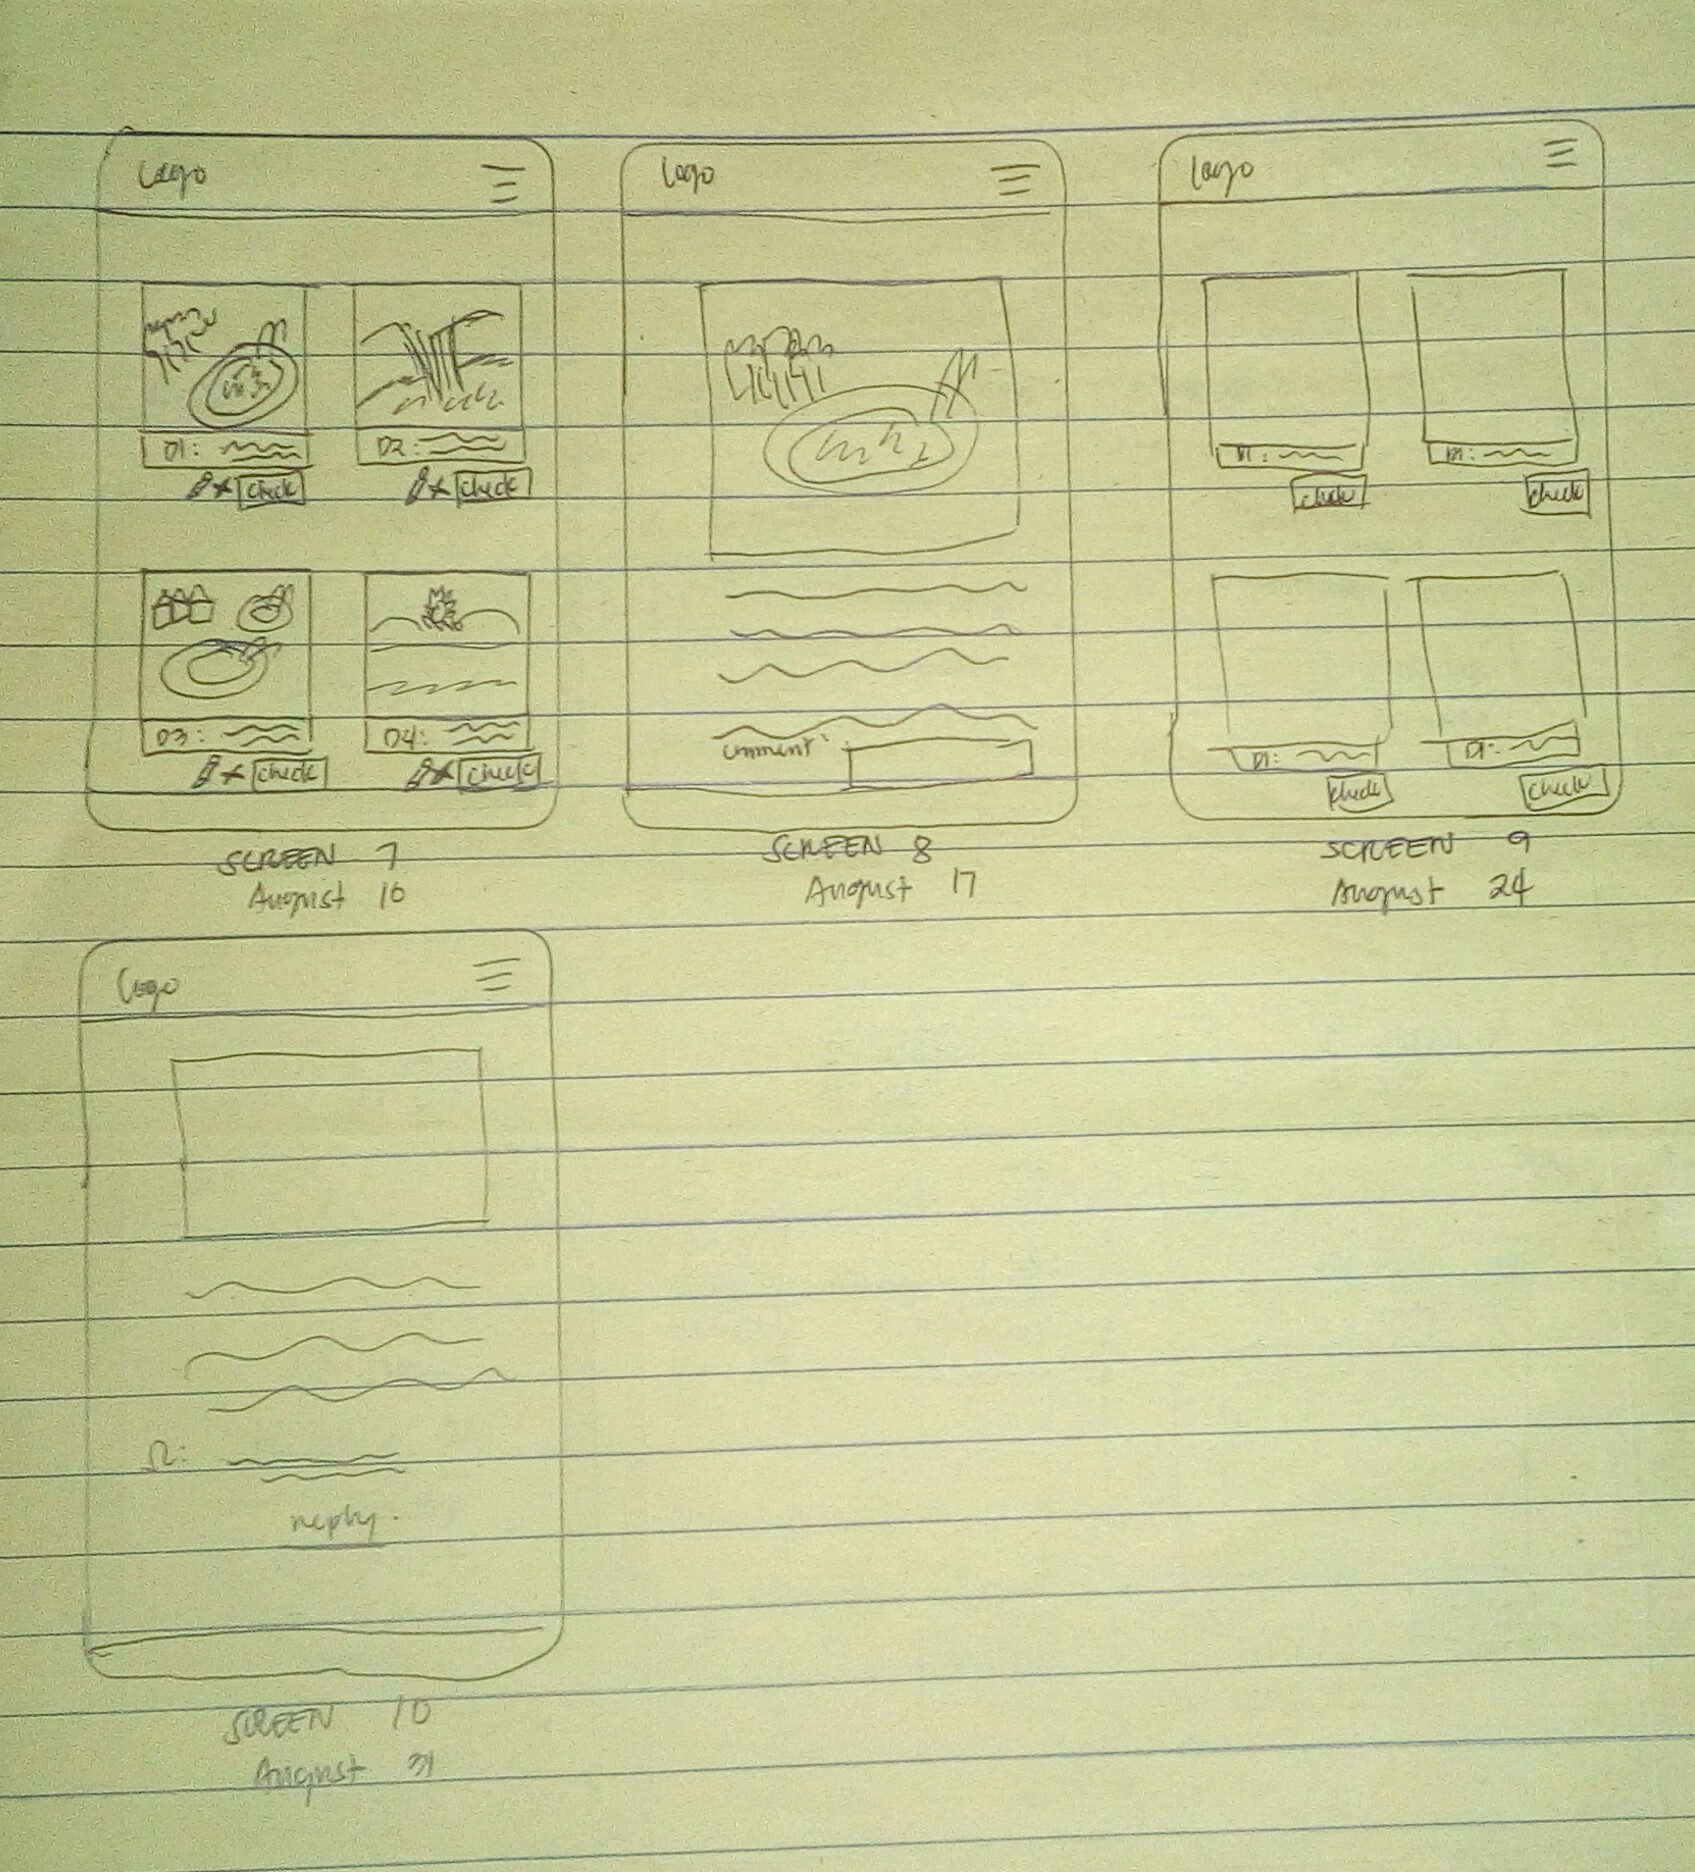 Logo
D1:
D2:
check
check
D3:
D4:
check
check
SCREEN 7
August 10
Logo
comment:
SCREEN 8
August 17
Logo
D1:
D1:
check
check
D1:
D1:
check
check
SCREEN 9
August 24
Logo
reply.
SCREEN 10
August 31